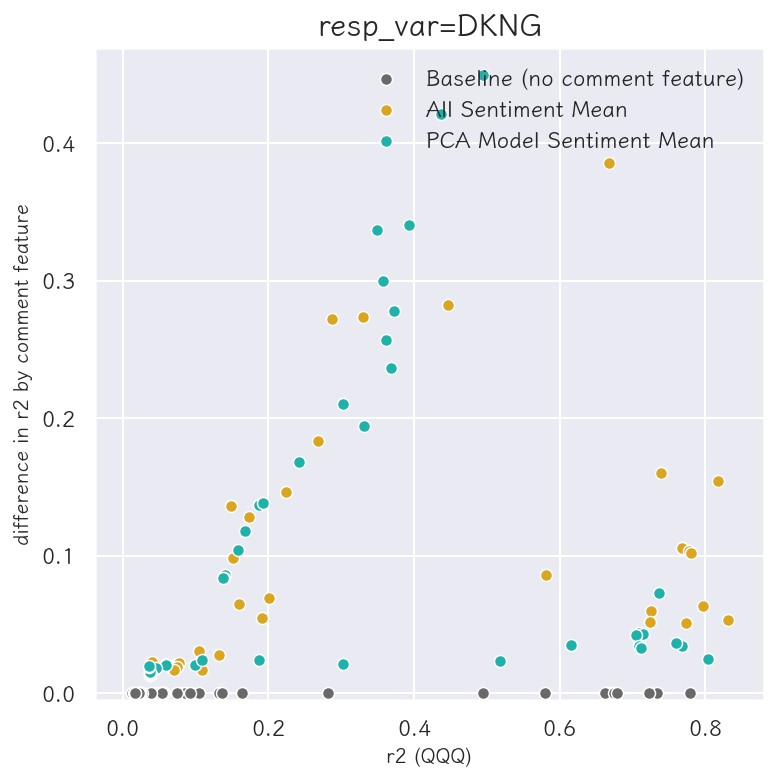 resp_var=DKNG
Baseline (no comment feature)
All Sentiment Mean
PCA Model Sentiment Mean
difference in r2 by comment feature
0.4
0.3
0.2
0.1
0.0
0.0 0.2 0.4 0.6 0.8
r2 (QQQ)